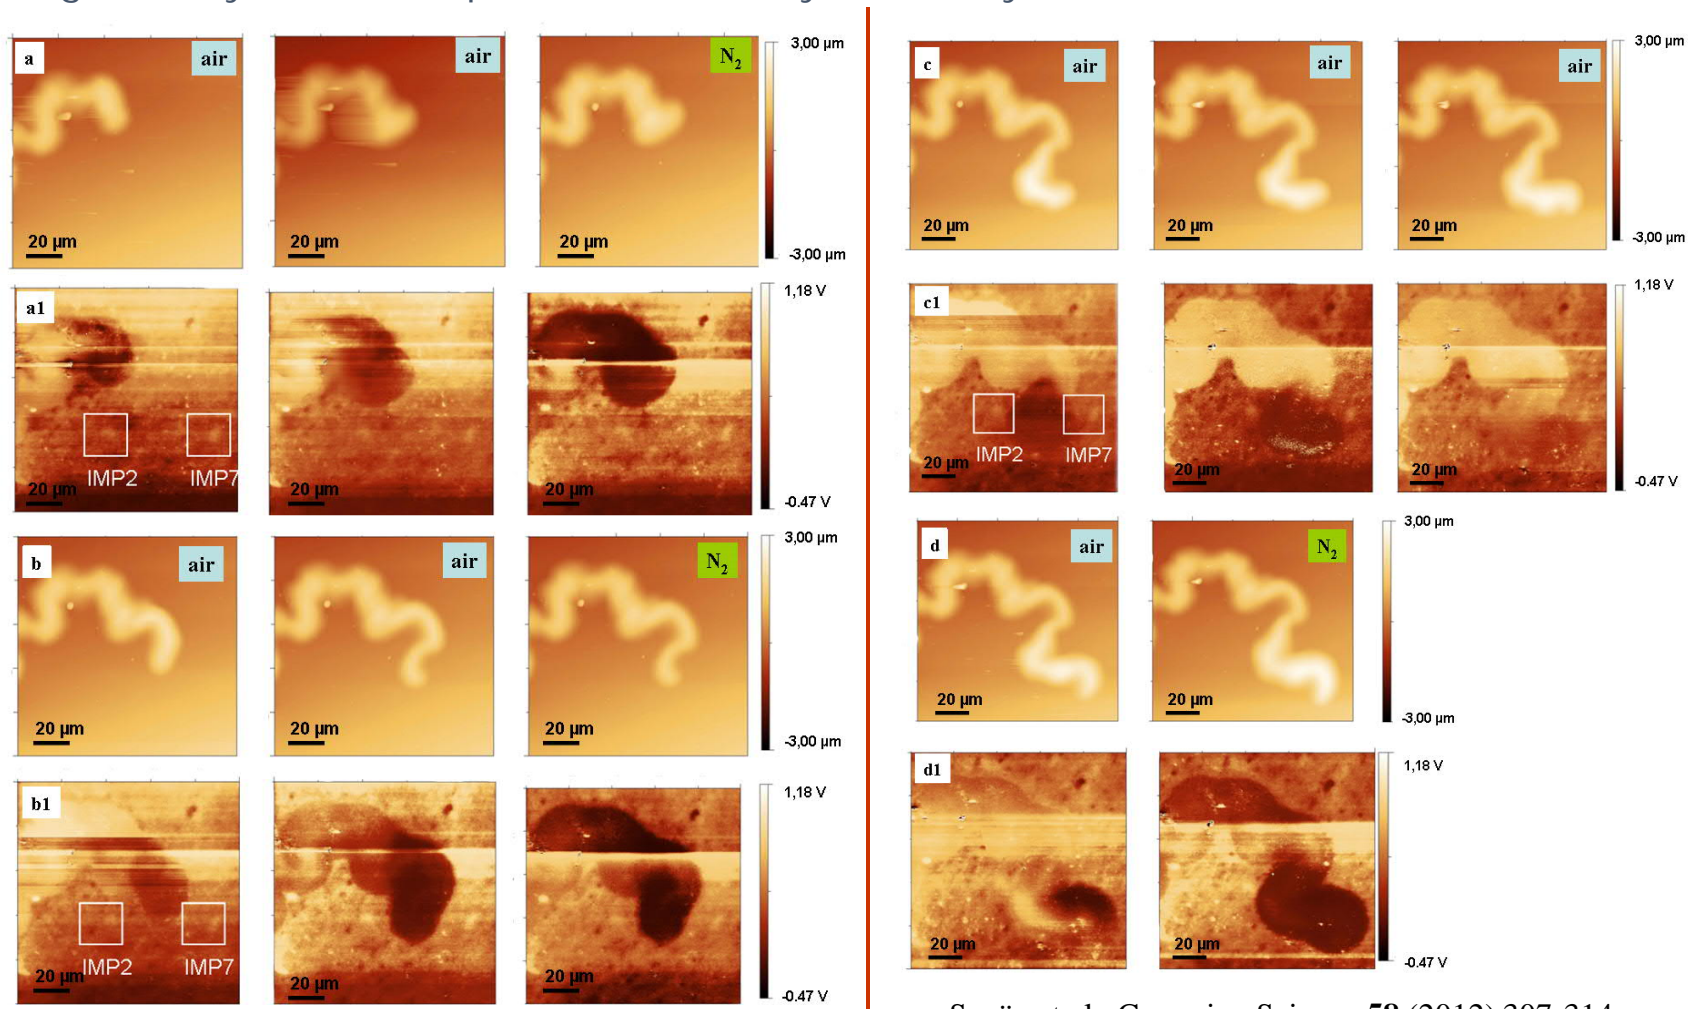 a air air N2 3,00 µm
20 µm 20 µm 20 µm -3,00 µm
a1 1,18 V
IMP2 IMP7
20 µm 20 µm 20 µm -0.47 V
b air air N2 3,00 µm
20 µm 20 µm 20 µm -3,00 µm
b1 1,18 V
IMP2 IMP7
20 µm 20 µm 20 µm -0.47 V
c air air air 3,00 µm
20 µm 20 µm 20 µm -3,00 µm
c1 1,18 V
IMP2 IMP7
20 µm 20 µm 20 µm -0.47 V
d air N2 3,00 µm
20 µm 20 µm -3,00 µm
d1 1,18 V
20 µm 20 µm -0.47 V
58 (2012) 307-314